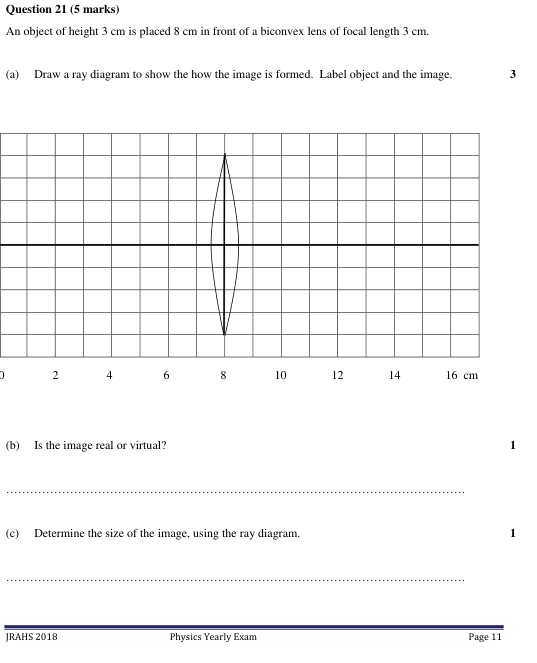 Question 21 (5 marks)
An object of height 3 cm is placed 8 cm in front of a biconvex lens of focal length 3 cm.
(a) Draw a ray diagram to show the how the image is formed. Label object and the image. 3
0 2 4 6 8 10 12 14 16 cm
(b) Is the image real or virtual? 1
(c) Determine the size of the image, using the ray diagram. 1
JRAHS 2018 Physics Yearly Exam Page 11